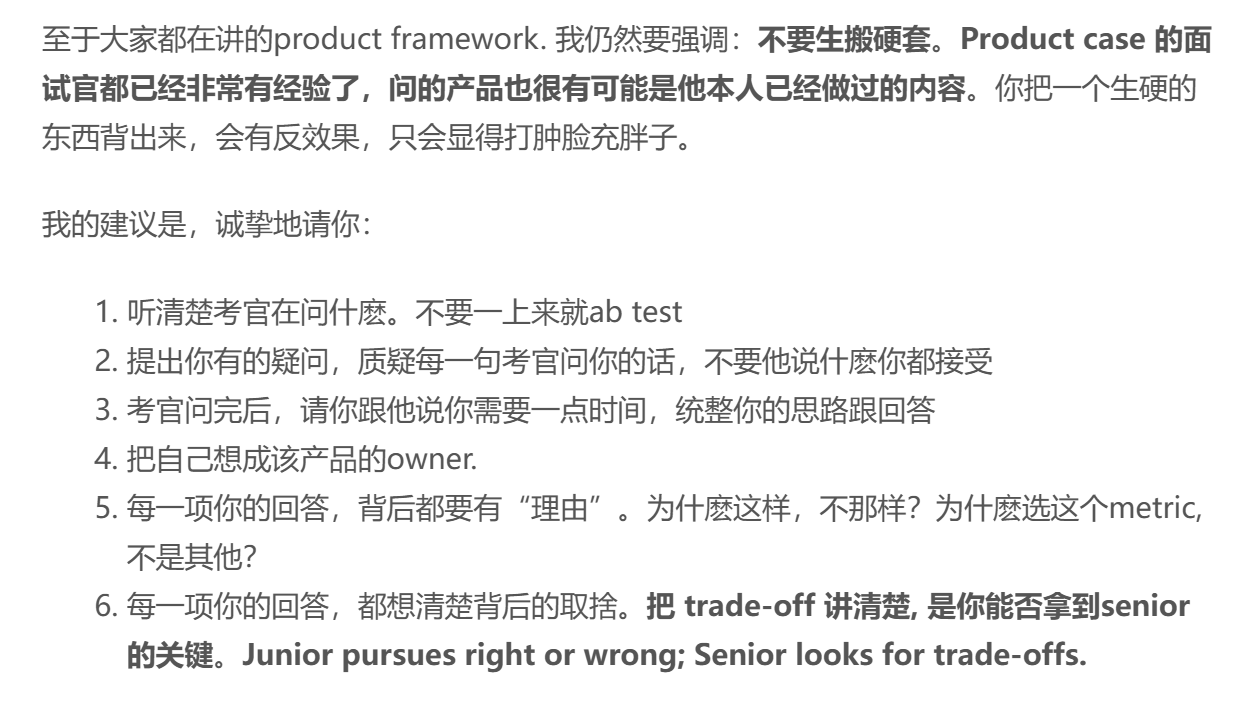 至于大家都在讲的product framework. 我仍然要强调：不要生搬硬套。Product case 的面
试官都已经非常有经验了，问的产品也很有可能是他本人已经做过的内容。你把一个生硬的
东西背出来，会有反效果，只会显得打肿脸充胖子。
我的建议是，诚挚地请你：
1. 听清楚考官在问什麽。不要一上来就ab test
2. 提出你有的疑问，质疑每一句考官问你的话，不要他说什麽你都接受
3. 考官问完后，请你跟他说你需要一点时间，统整你的思路跟回答
4. 把自己想成该产品的owner.
5. 每一项你的回答，背后都要有“理由”。为什麽这样，不那样？为什麽选这个metric,
不是其他？
6. 每一项你的回答，都想清楚背后的取捨。把 trade-off 讲清楚, 是你能否拿到senior
的关键。Junior pursues right or wrong; Senior looks for trade-offs.